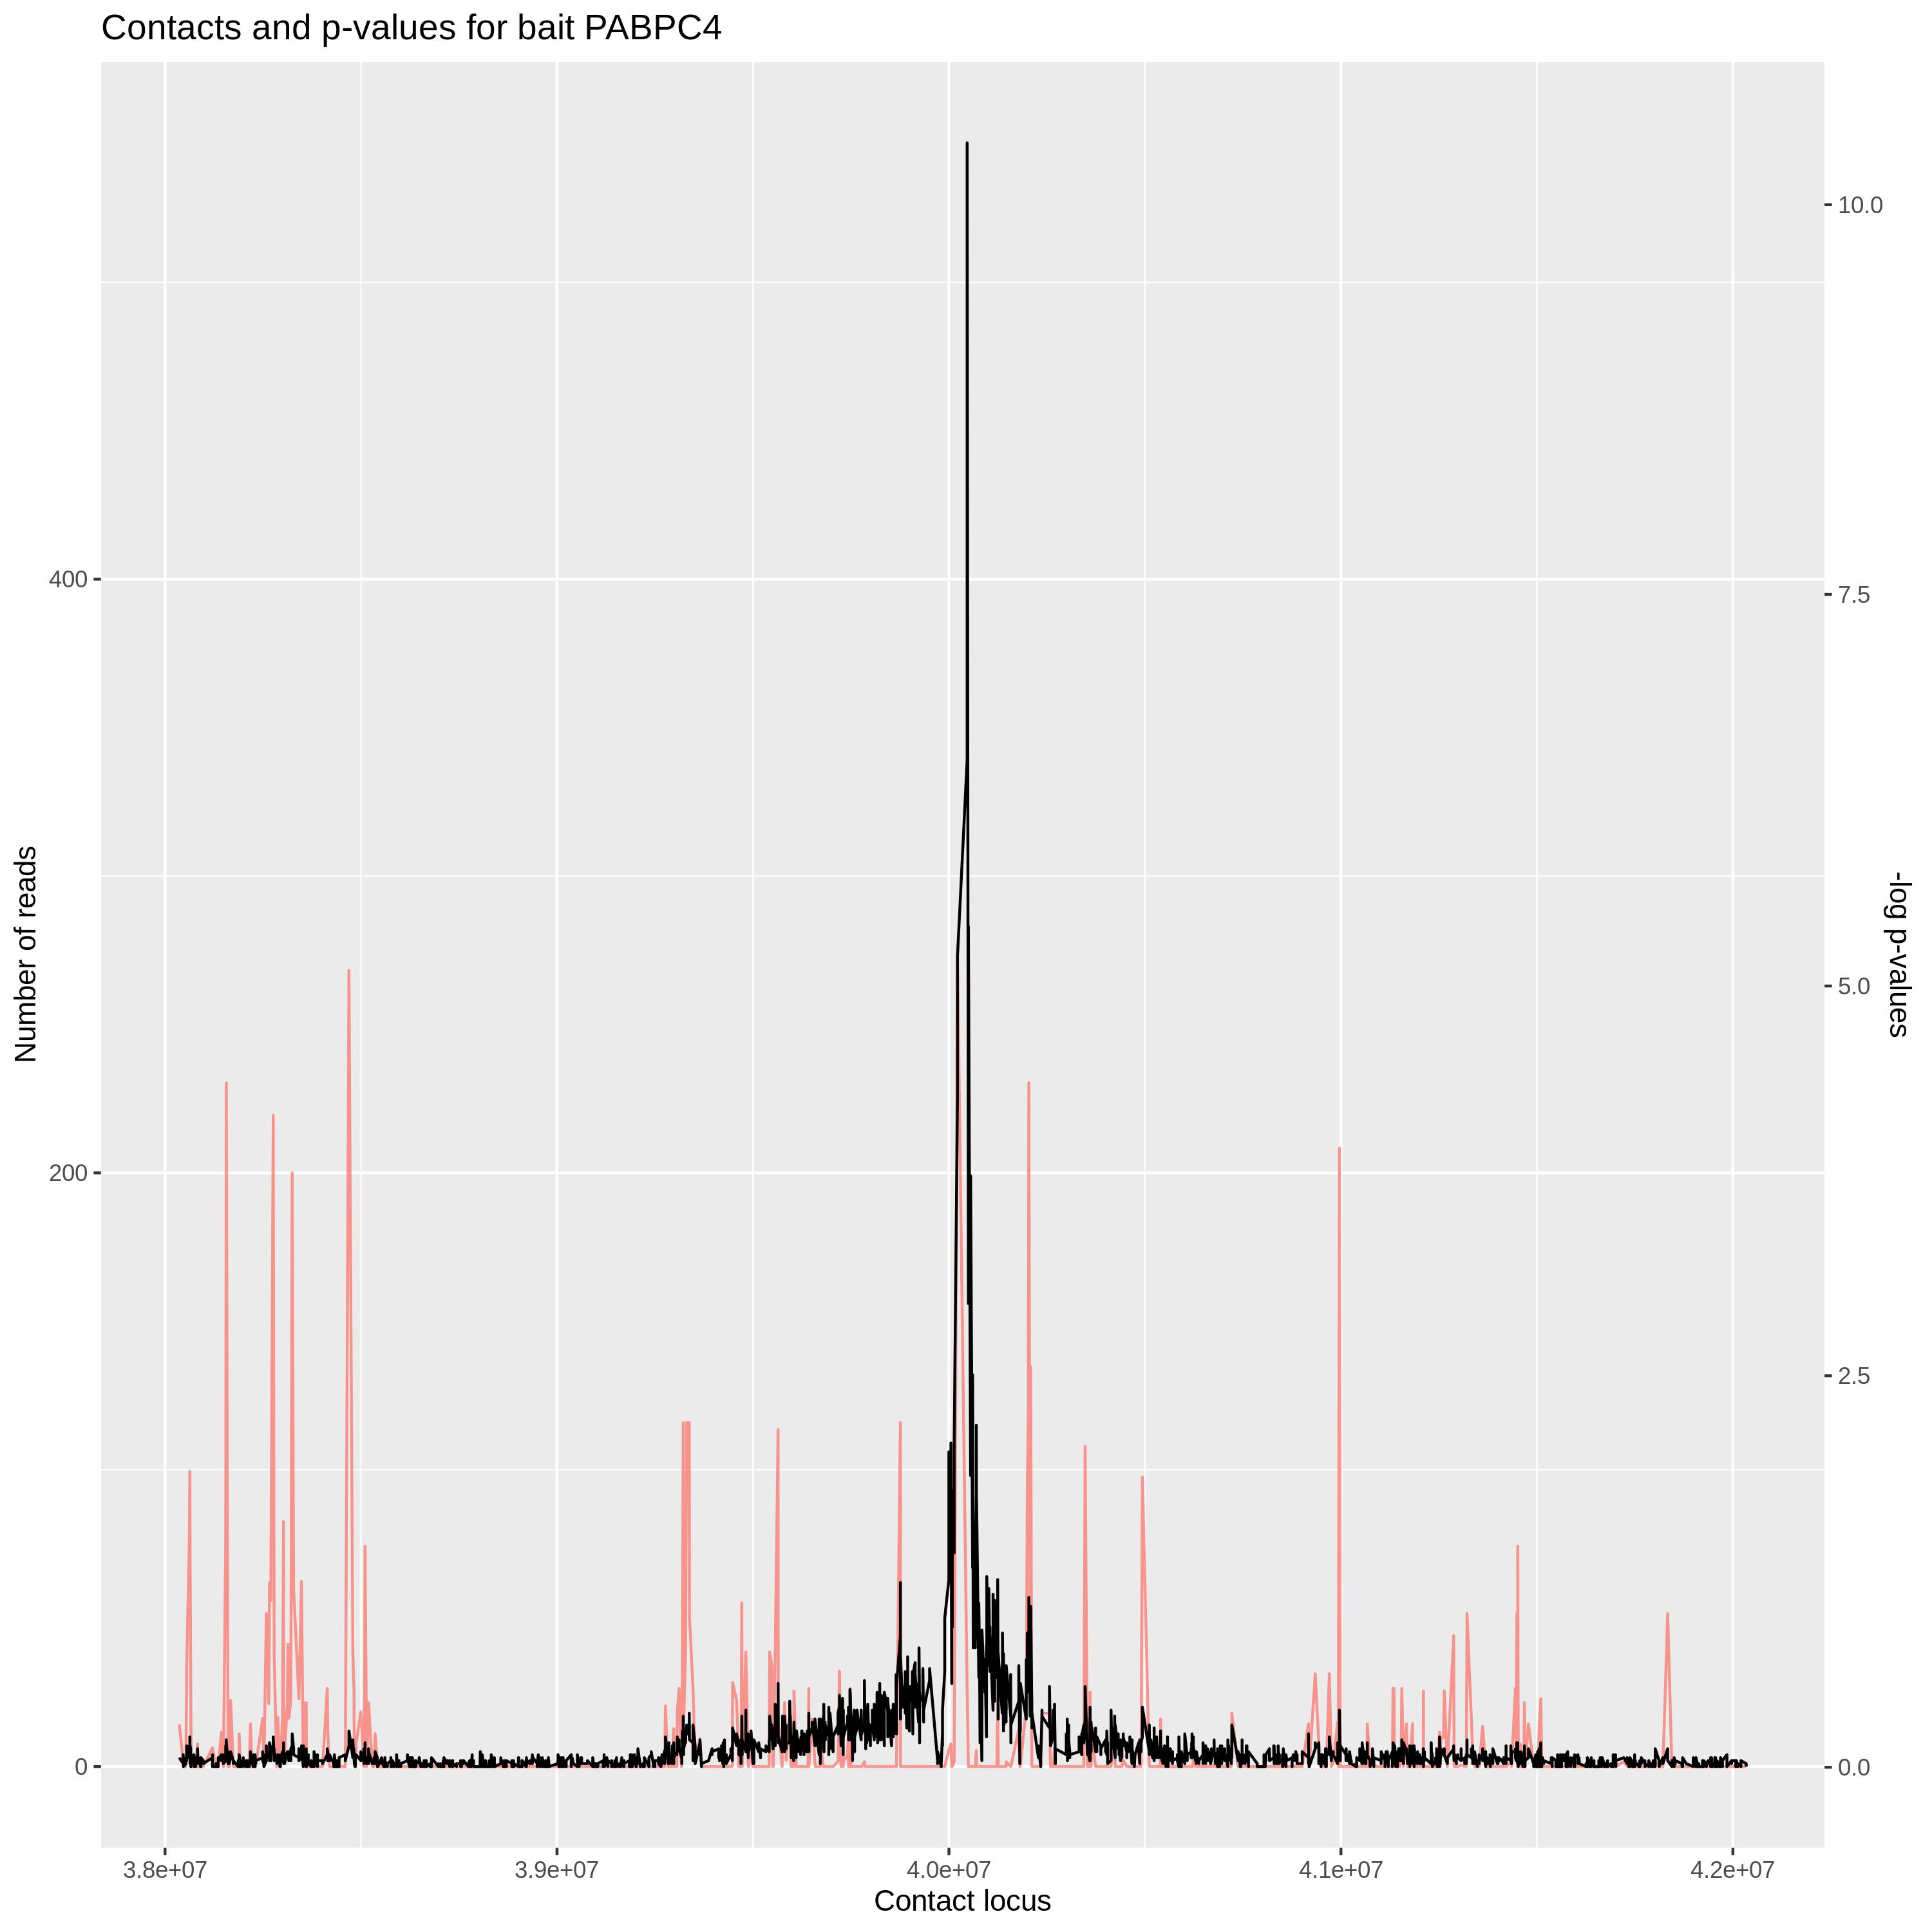 Contacts and p-values for bait PABPC4
Number of reads
400
200
0
10.0
7.5
5.0
2.5
0.0
-log p-values
3.8e+07
3.9e+07
4.0e+07
4.1e+07
4.2e+07
Contact locus